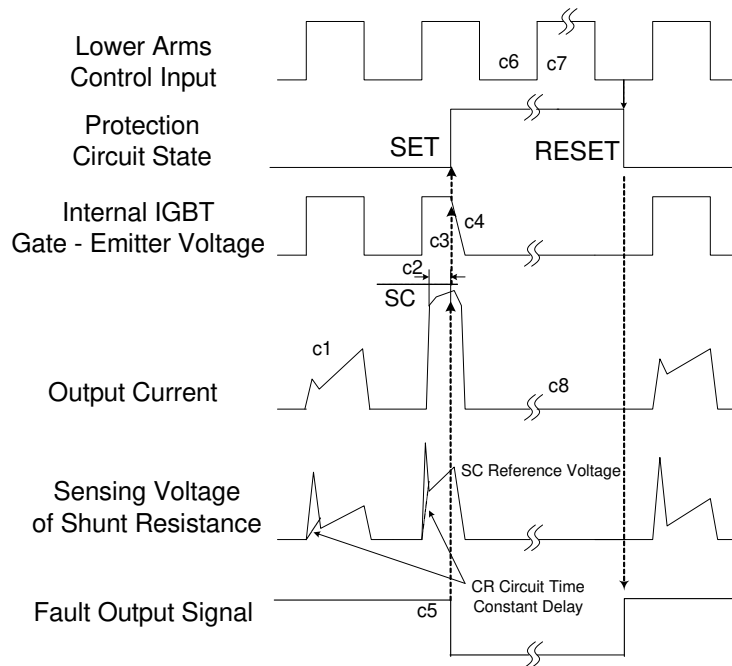 Lower Arms
Control Input
c6
c7
Protection
Circuit State
SET
RESET
Internal IGBT
Gate - Emitter Voltage
c4
c3
c2
SC
c1
Output Current
c8
SC Reference Voltage
Sensing Voltage
of Shunt Resistance
CR Circuit Time
Constant Delay
Fault Output Signal
c5